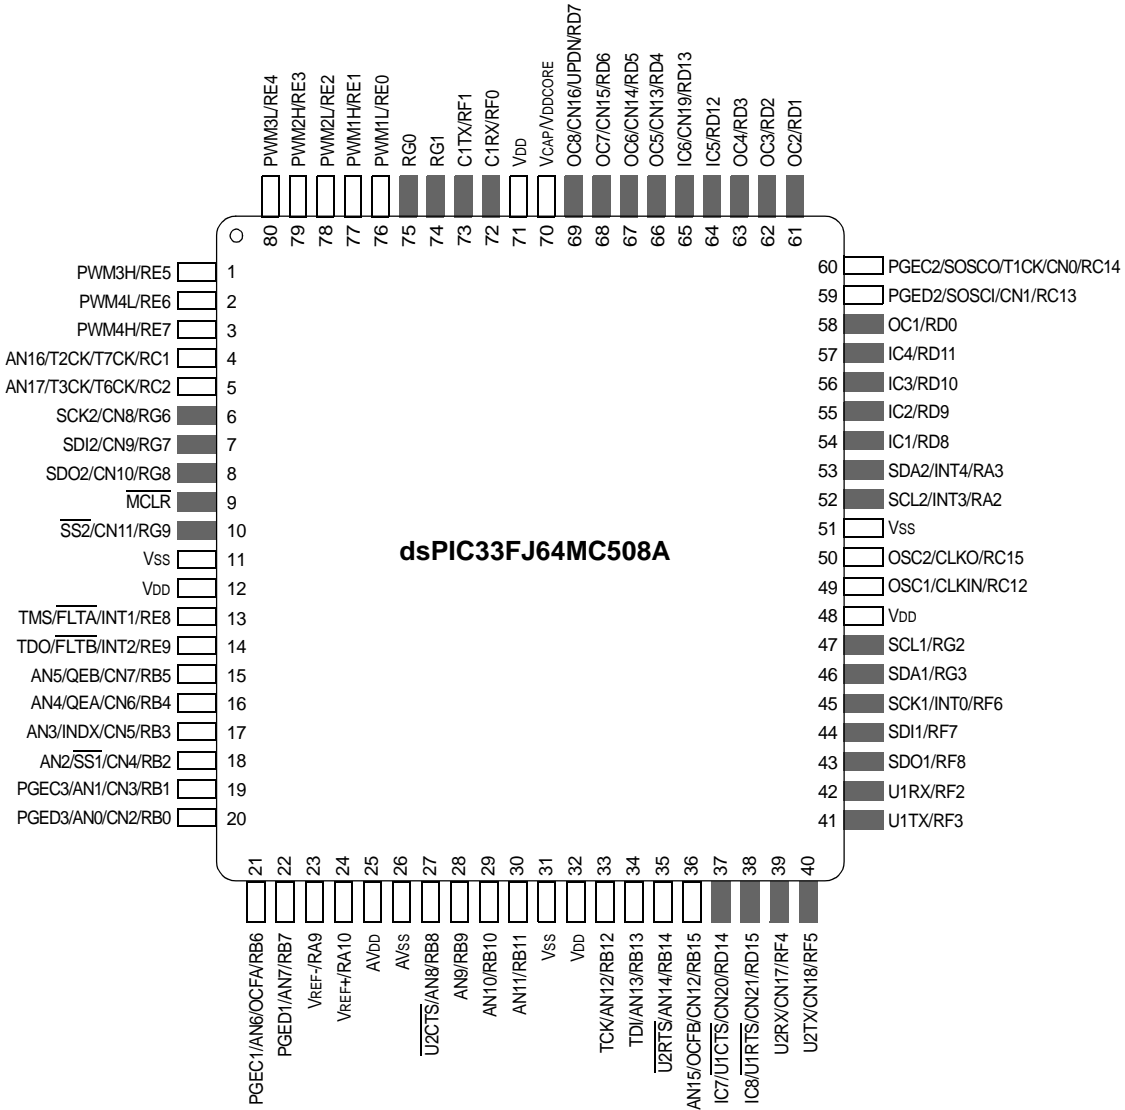 PWM3L/RE4
PWM2H/RE3
PWM2L/RE2
PWM1H/RE1
PWM1L/RE0
RG0
RG1
C1TX/RF1
C1RX/RF0
VDD
VCAP/VDDCORE
OC8/CN16/UPDN/RD7
OC7/CN15/RD6
OC6/CN14/RD5
OC5/CN13/RD4
IC6/CN19/RD13
IC5/RD12
OC4/RD3
OC3/RD2
OC2/RD1
80
79
78
77
76
75
74
73
72
71
70
69
68
67
66
65
64
63
62
61
PWM3H/RE5 1
PWM4L/RE6 2
PWM4H/RE7 3
AN16/T2CK/T7CK/RC1 4
AN17/T3CK/T6CK/RC2 5
SCK2/CN8/RG6 6
SDI2/CN9/RG7 7
SDO2/CN10/RG8 8
MCLR 9
SS2/CN11/RG9 10
VSS 11
VDD 12
TMS/FLTA/INT1/RE8 13
TDO/FLTB/INT2/RE9 14
AN5/QEB/CN7/RB5 15
AN4/QEA/CN6/RB4 16
AN3/INDX/CN5/RB3 17
AN2/SS1/CN4/RB2 18
PGEC3/AN1/CN3/RB1 19
PGED3/AN0/CN2/RB0 20
dsPIC33FJ64MC508A
60 PGEC2/SOSCO/T1CK/CN0/RC14
59 PGED2/SOSCI/CN1/RC13
58 OC1/RD0
57 IC4/RD11
56 IC3/RD10
55 IC2/RD9
54 IC1/RD8
53 SDA2/INT4/RA3
52 SCL2/INT3/RA2
51 VSS
50 OSC2/CLKO/RC15
49 OSC1/CLKIN/RC12
48 VDD
47 SCL1/RG2
46 SDA1/RG3
45 SCK1/INT0/RF6
44 SDI1/RF7
43 SDO1/RF8
42 U1RX/RF2
41 U1TX/RF3
21
22
23
24
25
26
27
28
29
30
31
32
33
34
35
36
37
38
39
40
PGEC1/AN6/OCFA/RB6
PGED1/AN7/RB7
VREF-/RA9
VREF+/RA10
AVDD
AVSS
U2CTS/AN8/RB8
AN9/RB9
AN10/RB10
AN11/RB11
VSS
VDD
TCK/AN12/RB12
TDI/AN13/RB13
U2RTS/AN14/RB14
AN15/OCFB/CN12/RB15
IC7/U1CTS/CN20/RD14
IC8/U1RTS/CN21/RD15
U2RX/CN17/RF4
U2TX/CN18/RF5